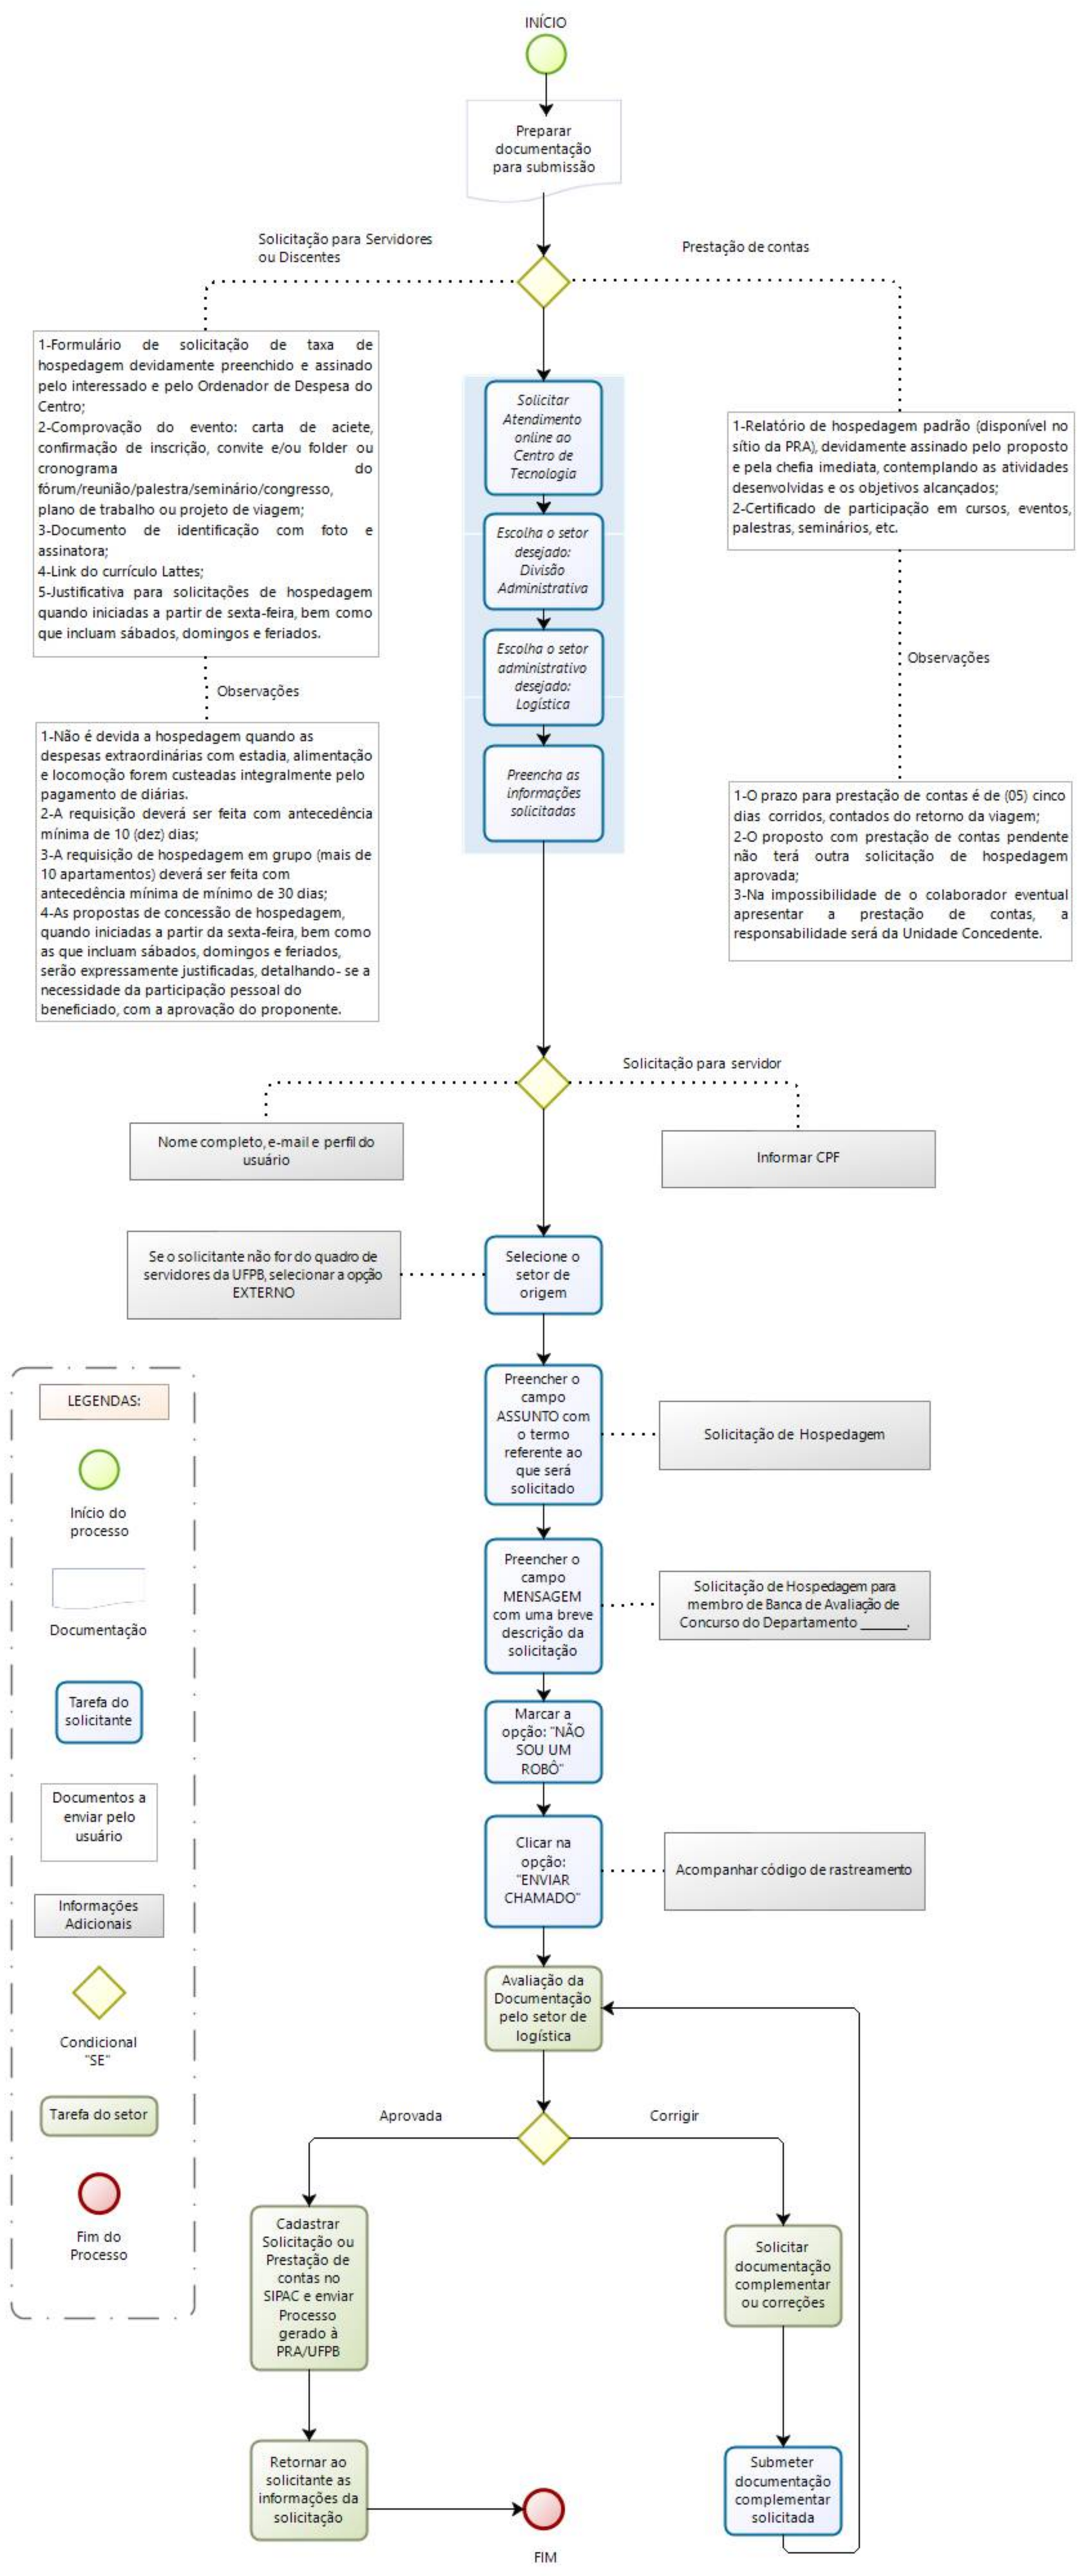 INÍCIO
Preparar
documentação
para submissão
Solicitação para Servidores
ou Discentes
Prestação de contas
1-Formulário de solicitação de taxa de
hospedagem devidamente preenchido e assinado
pelo interessado e pelo Ordenador de Despesa do
Centro;
2-Comprovação do evento: carta de aciete,
confirmação de inscrição, convite e/ou folder ou
cronograma do
fórum/reunião/palestra/seminário/congresso,
plano de trabalho ou projeto de viagem;
3-Documento de identificação com foto e
assinatora;
4-Link do currículo Lattes;
5-Justificativa para solicitações de hospedagem
quando iniciadas a partir de sexta-feira, bem como
que incluam sábados, domingos e feriados.
Observações
1-Não é devida a hospedagem quando as
despesas extraordinárias com estadia, alimentação
e locomoção forem custeadas integralmente pelo
pagamento de diárias.
2-A requisição deverá ser feita com antecedência
mínima de 10 (dez) dias;
3-A requisição de hospedagem em grupo (mais de
10 apartamentos) deverá ser feita com
antecedência mínima de mínimo de 30 dias;
4-As propostas de concessão de hospedagem,
quando iniciadas a partir da sexta-feira, bem como
as que incluam sábados, domingos e feriados,
serão expressamente justificadas, detalhando- se a
necessidade da participação pessoal do
beneficiado, com a aprovação do proponente.
Solicitar
Atendimento
online ao
Centro de
Tecnologia
Escolha o setor
desejado:
Divisão
Administrativa
Escolha o setor
administrativo
desejado:
Logística
Preencha as
informações
solicitadas
1-Relatório de hospedagem padrão (disponível no
sítio da PRA), devidamente assinado pelo proposto
e pela chefia imediata, contemplando as atividades
desenvolvidas e os objetivos alcançados;
2-Certificado de participação em cursos, eventos,
palestras, seminários, etc.
Observações
1-O prazo para prestação de contas é de (05) cinco
dias corridos, contados do retorno da viagem;
2-O proposto com prestação de contas pendente
não terá outra solicitação de hospedagem
aprovada;
3-Na impossibilidade de o colaborador eventual
apresentar a prestação de contas, a
responsabilidade será da Unidade Concedente.
Solicitação para servidor
Nome completo, e-mail e perfil do
usuário
Informar CPF
Se o solicitante não for do quadro de
servidores da UFPB, selecionar a opção
EXTERNO
Selecione o
setor de
origem
Preencher o
campo
ASSUNTO com
o termo
referente ao
que será
solicitado
Solicitação de Hospedagem
Preencher o
campo
MENSAGEM
com uma breve
descrição da
solicitação
Solicitação de Hospedagem para
membro de Banca de Avaliação de
Concurso do Departamento ______.
Marcar a
opção: "NÃO
SOU UM
ROBÔ"
Clicar na
opção:
"ENVIAR
CHAMADO"
Acompanhar código de rastreamento
Avaliação da
Documentação
pelo setor de
logística
Aprovada
Corrigir
Cadastrar
Solicitação ou
Prestação de
contas no
SIPAC e enviar
Processo
gerado à
PRA/UFPB
Solicitar
documentação
complementar
ou correções
Retornar ao
solicitante as
informações da
solicitação
Submeter
documentação
complementar
solicitada
FIM
LEGENDAS:
Início do
processo
Documentação
Tarefa do
solicitante
Documentos a
enviar pelo
usuário
Informações
Adicionais
Condicional
"SE"
Tarefa do setor
Fim do
Processo